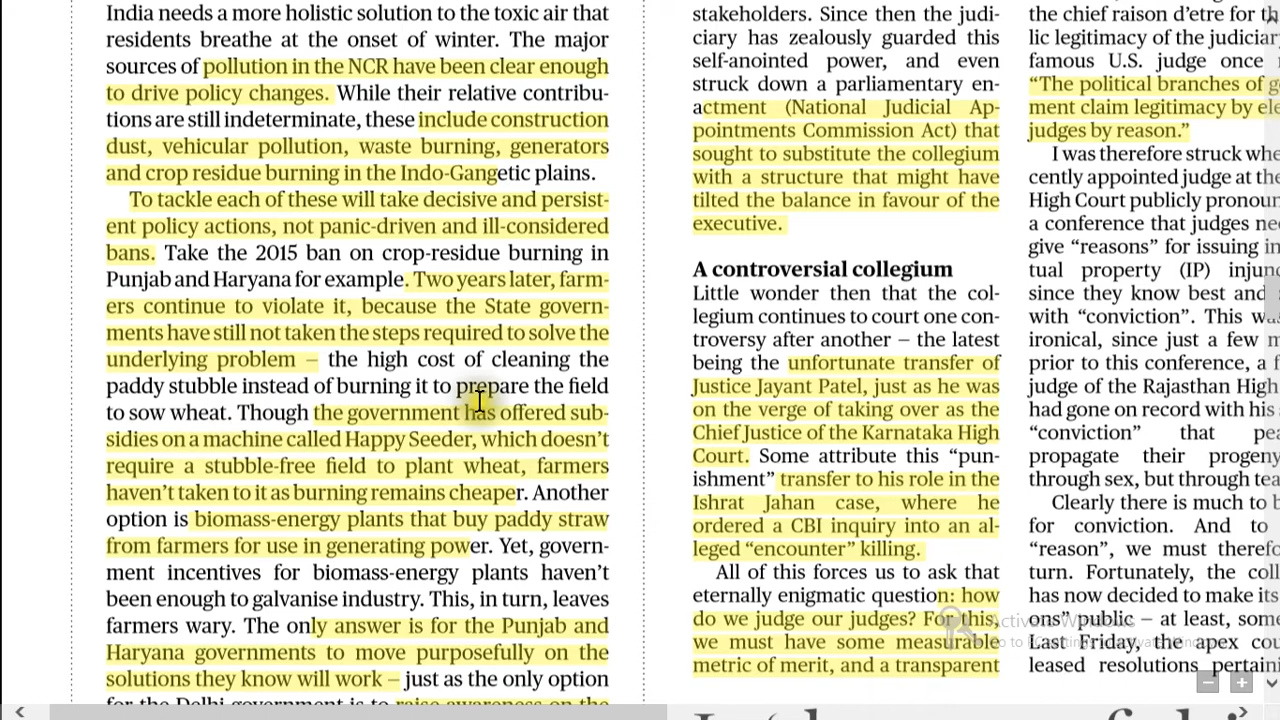 India needs a more holistic solution to the toxic air that
residents breathe at the onset of winter. The major
sources of pollution in the NCR have been clear enough
to drive policy changes. While their relative contribu-
tions are still indeterminate, these include construction
dust, vehicular pollution, waste burning, generators
and crop residue burning in the Indo-Gangetic plains.
To tackle each of these will take decisive and persist-
ent policy actions, not panic-driven and ill-considered
bans. Take the 2015 ban on crop-residue burning in
Punjab and Haryana for example. Two years later, farm-
ers continue to violate it, because the State govern-
ments have still not taken the steps required to solve the
underlying problem – the high cost of cleaning the
paddy stubble instead of burning it to prepare the field
to sow wheat. Though the government has offered sub-
sidies on a machine called Happy Seeder, which doesn't
require a stubble-free field to plant wheat, farmers
haven't taken to it as burning remains cheaper. Another
option is biomass-energy plants that buy paddy straw
from farmers for use in generating power. Yet, govern-
ment incentives for biomass-energy plants haven't
been enough to galvanise industry. This, in turn, leaves
farmers wary. The only answer is for the Punjab and
Haryana governments to move purposefully on the
solutions they know will work – just as the only option
for the Delhi government is to raise awareness on the
stakeholders. Since then the judi-
ciary has zealously guarded this
self-anointed power, and even
struck down a parliamentary en-
actment (National Judicial Ap-
pointments Commission Act) that
sought to substitute the collegium
with a structure that might have
tilted the balance in favour of the
executive.
A controversial collegium
Little wonder then that the col-
legium continues to court one con-
troversy after another – the latest
being the unfortunate transfer of
Justice Jayant Patel, just as he was
on the verge of taking over as the
Chief Justice of the Karnataka High
Court. Some attribute this "pun-
ishment" transfer to his role in the
Ishrat Jahan case, where he
ordered a CBI inquiry into an al-
leged "encounter" killing.
All of this forces us to ask that
eternally enigmatic question: how
do we judge our judges? For this,
we must have some measurable
metric of merit, and a transparent
the chief raison d'etre for
lic legitimacy of the judiciar
famous U.S. judge once
"The political branches of g
ment claim legitimacy by ele
judges by reason."
I was therefore struck whe
cently appointed judge at the
High Court publicly pronoun
a conference that judges ne
give "reasons" for issuing in
tual property (IP) injun
since they know best and
with "conviction". This
ironical, since just a few m
prior to this conference, a f
judge of the Rajasthan High
had gone on record with his
"conviction" that pea
propagate their progeny
through sex, but through tea
Clearly there is much to b
for conviction. And to
"reason", we must therefo
turn. Fortunately, the coll
has now decided to make its
ons" public – at least, some
Last Friday, the apex cou
leased resolutions pertaini
Activate Windows